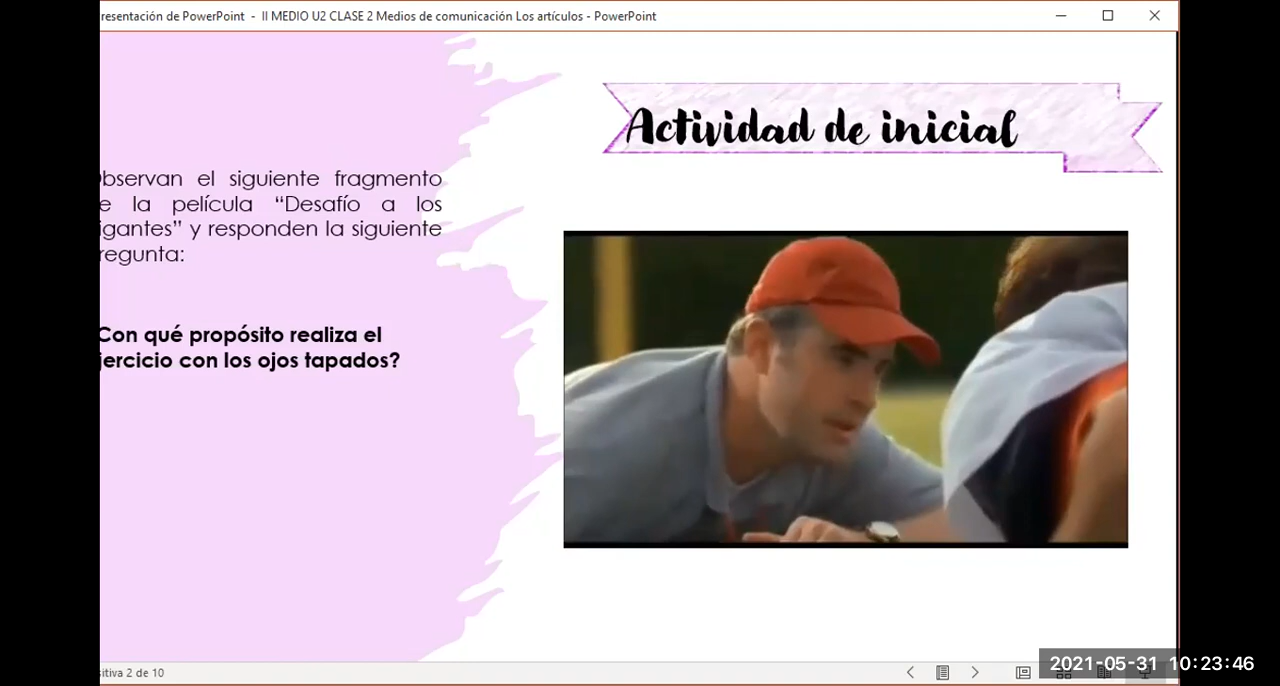 resentación de PowerPoint - II MEDIO U2 CLASE 2 Medios de comunicación Los artículos - PowerPoint
Actividad de inicial
bservan el siguiente fragmento
e la película “Desafío a los
igantes” y responden la siguiente
regunta:
Con qué propósito realiza el
jercicio con los ojos tapados?
sitiva 2 de 10
2021-05-31 10:23:46